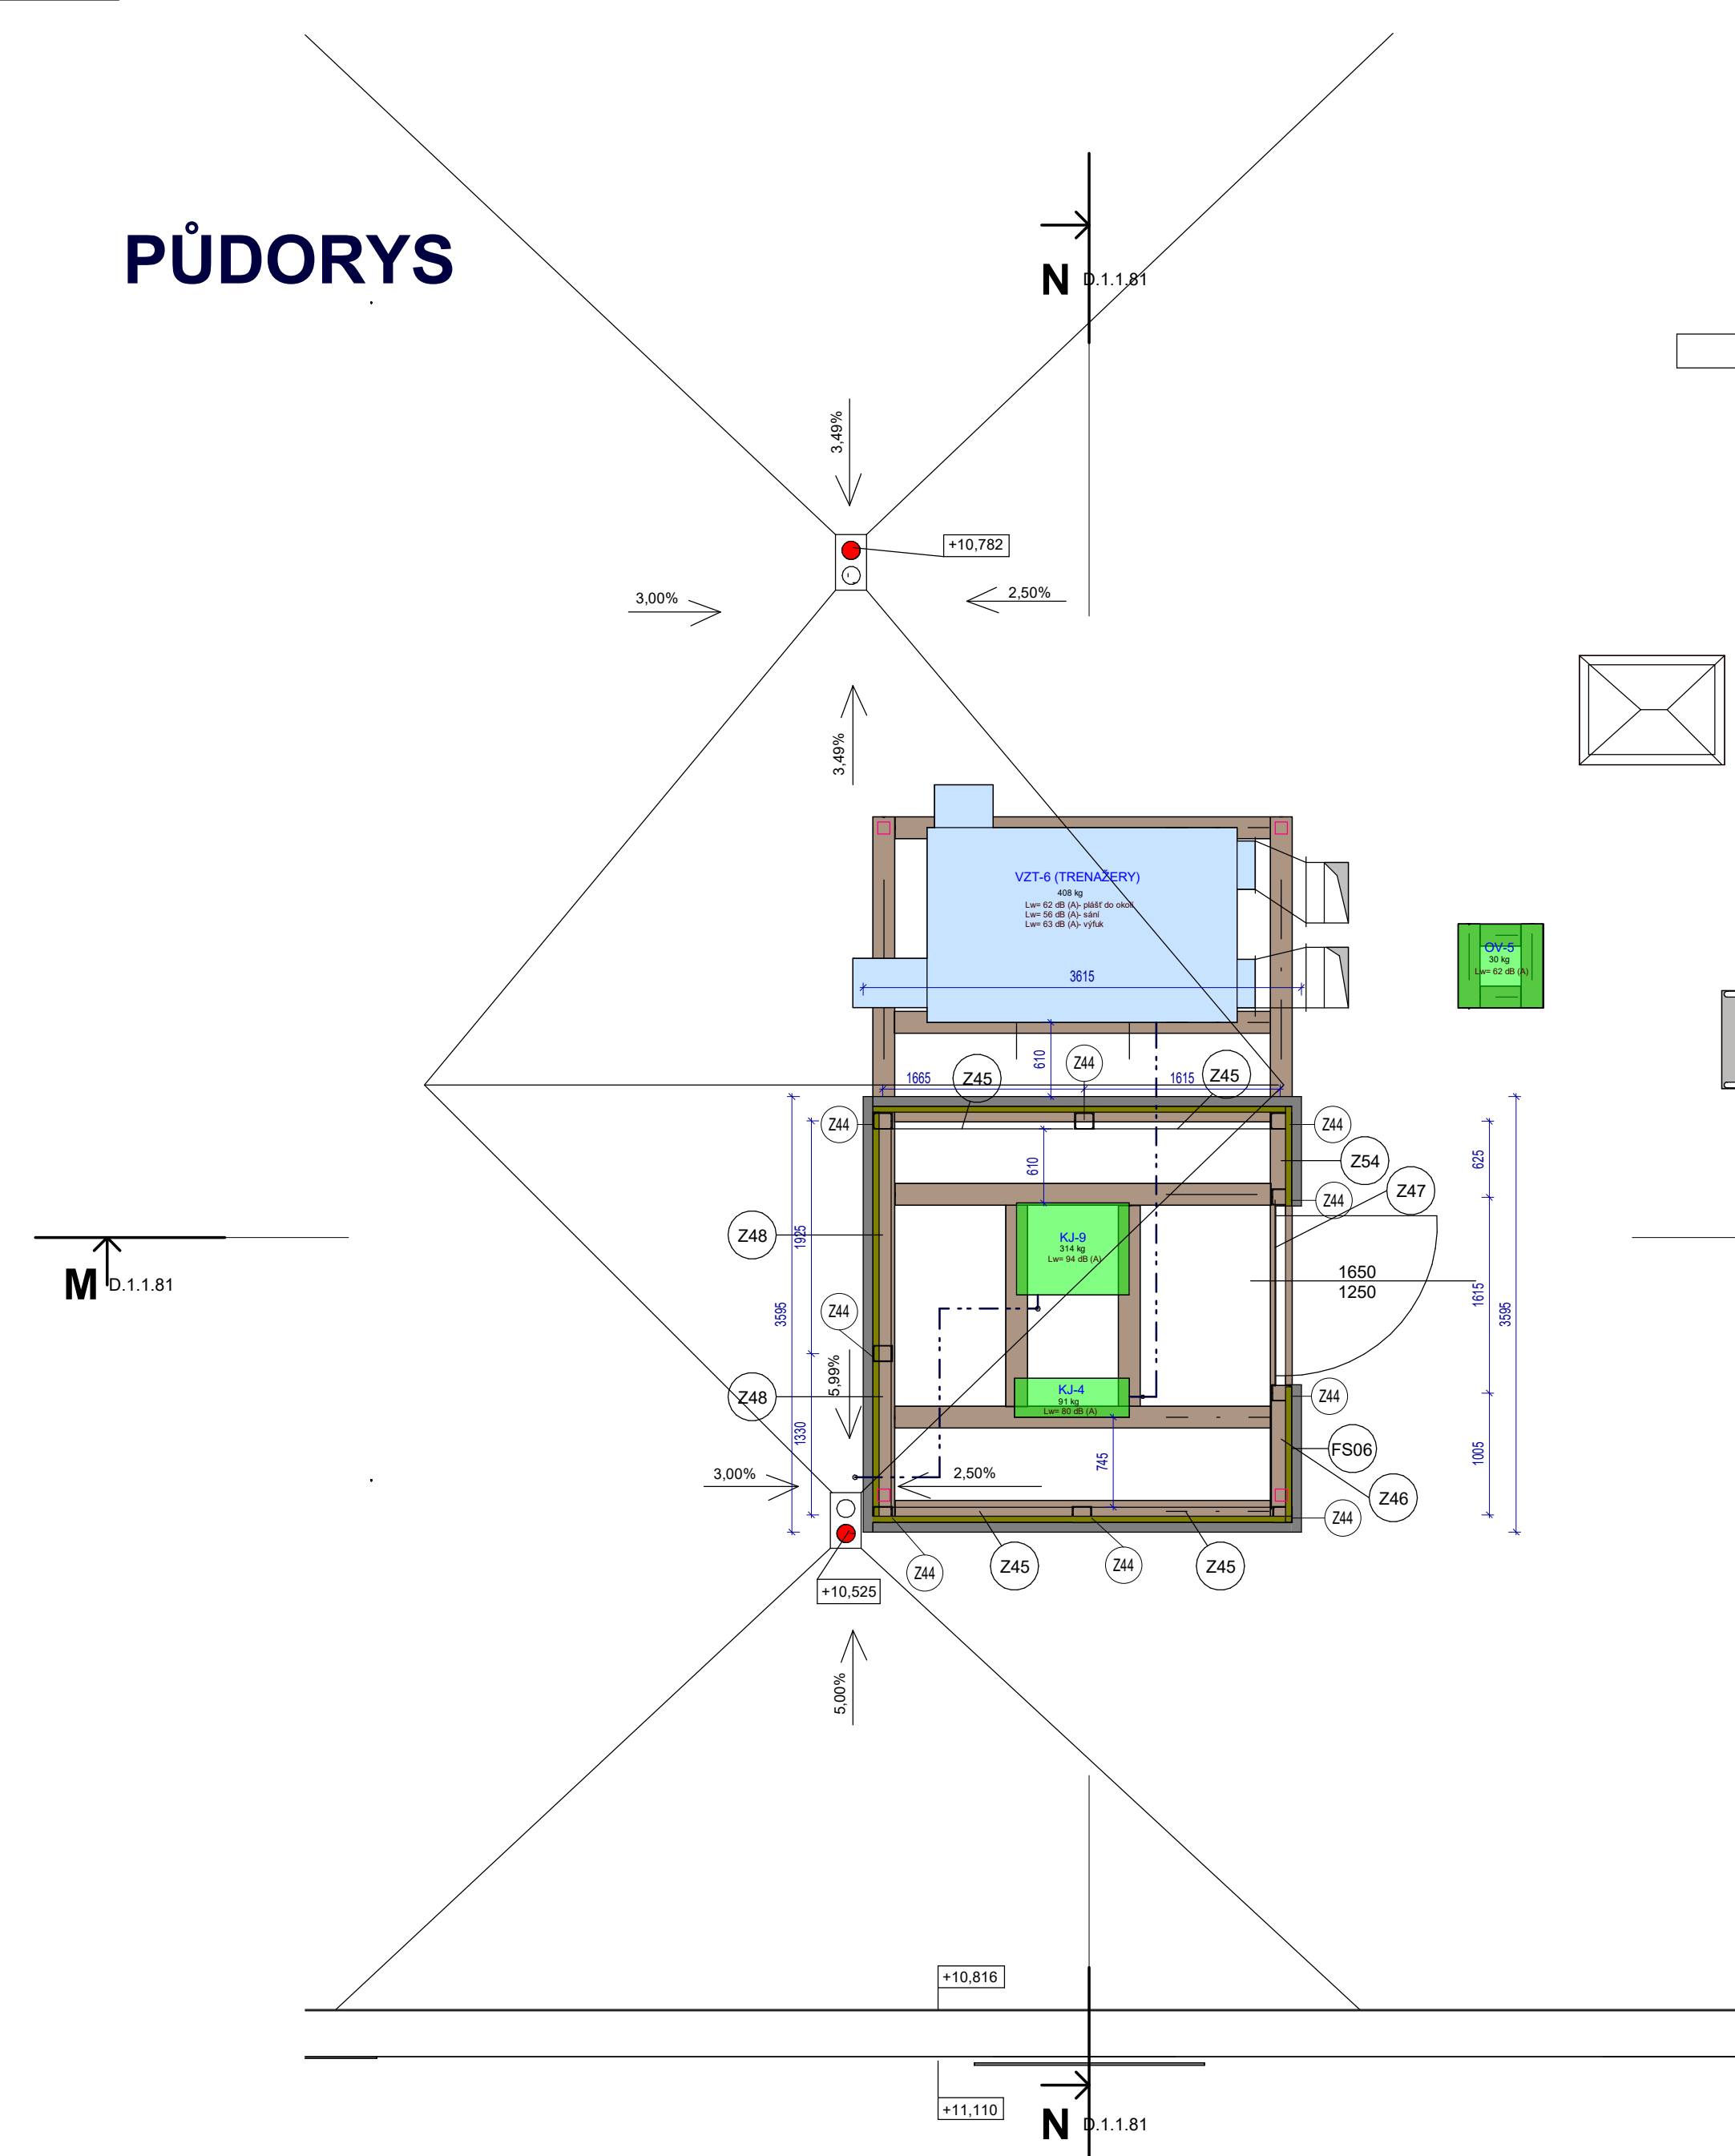 PŮDORYS
N
D.1.1.81
3,49%
+10,782
3,00%
2,50%
3,49%
VZT-6 (TRENAŽERY)
408 kg
Lw= 62 dB (A)- plášť do okolí
Lw= 56 dB (A)- sání
Lw= 63 dB (A)- výfuk
OV-5
30 kg
Lw= 62 dB (A)
3615
610
Z44
1665
Z45
1615
Z45
Z44
Z44
610
Z54
625
Z44
Z47
Z48
1925
KJ-9
314 kg
Lw= 94 dB (A)
M
D.1.1.81
1650
1250
Z44
3595
1615
3595
5,99%
Z48
KJ-4
91 kg
Lw= 80 dB (A)
Z44
1330
745
FS06
1005
3,00%
2,50%
Z46
Z44
Z44
Z45
Z44
Z45
+10,525
5,00%
+10,816
+11,110
N
D.1.1.81